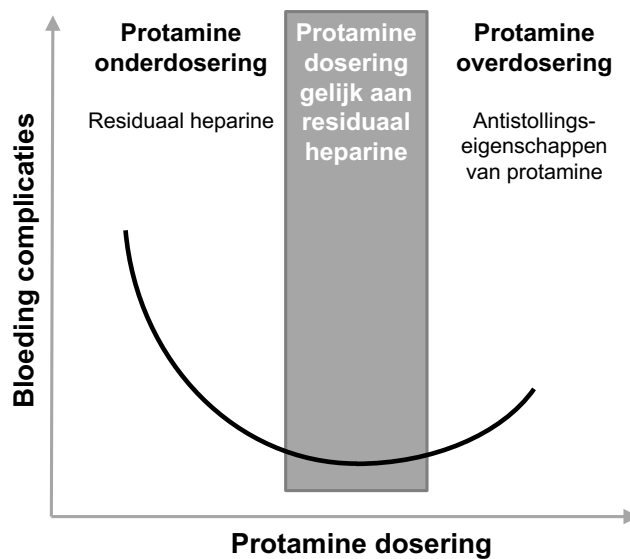 Protamine
onderdosering
Residuaal heparine
Protamine
dosering
gelijk aan
residuaal
heparine
Protamine
overdosering
Antistollings-
eigenschappen
van protamine
Bloeding complicaties
Protamine dosering